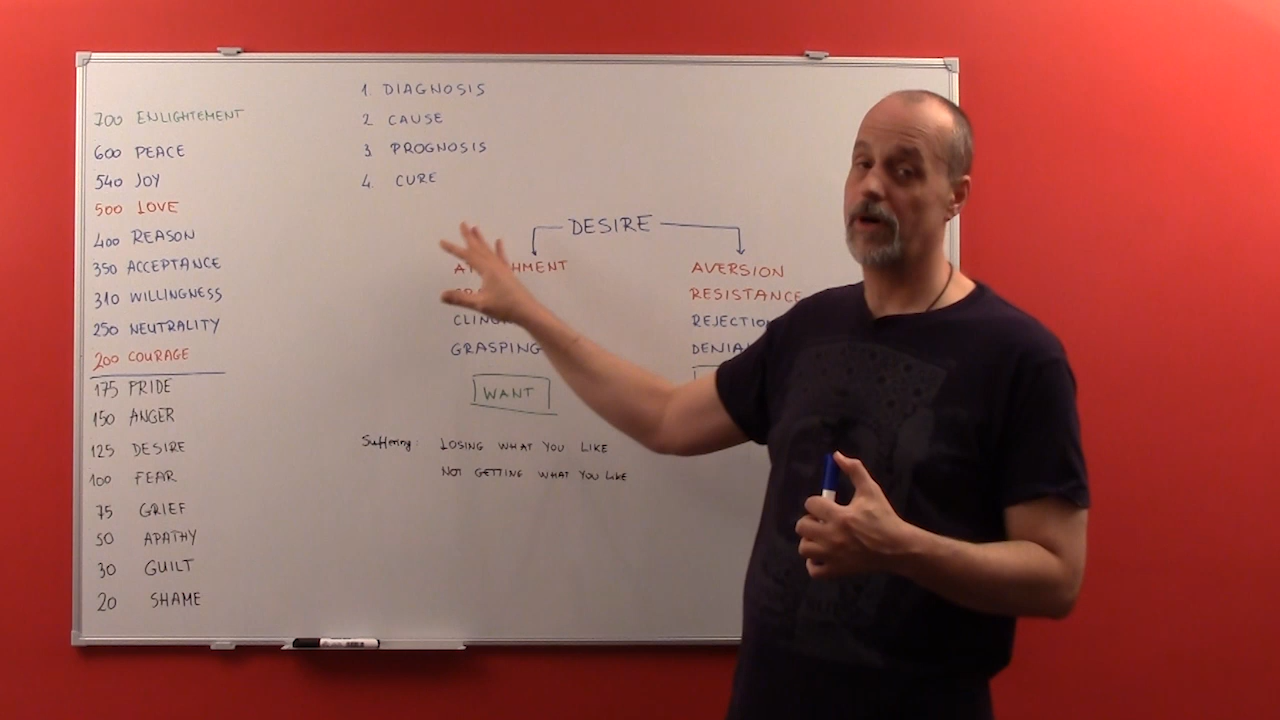 700 ENLIGHTEMENT
600 PEACE
540 JOY
500 LOVE
400 REASON
350 ACCEPTANCE
310 WILLINGNESS
250 NEUTRALITY
200 COURAGE
175 PRIDE
150 ANGER
125 DESIRE
100 FEAR
75 GRIEF
50 APATHY
30 GUILT
20 SHAME
1. DIAGNOSIS
2 CAUSE
3. PROGNOSIS
4. CURE
DESIRE
HMENT
GRASPING
WANT
AVERSION
RESISTANCE
REJECTIO
DENIA
Suffering: LOSING WHAT YOU LIKE
NOT GETTING WHAT YOU LIKE